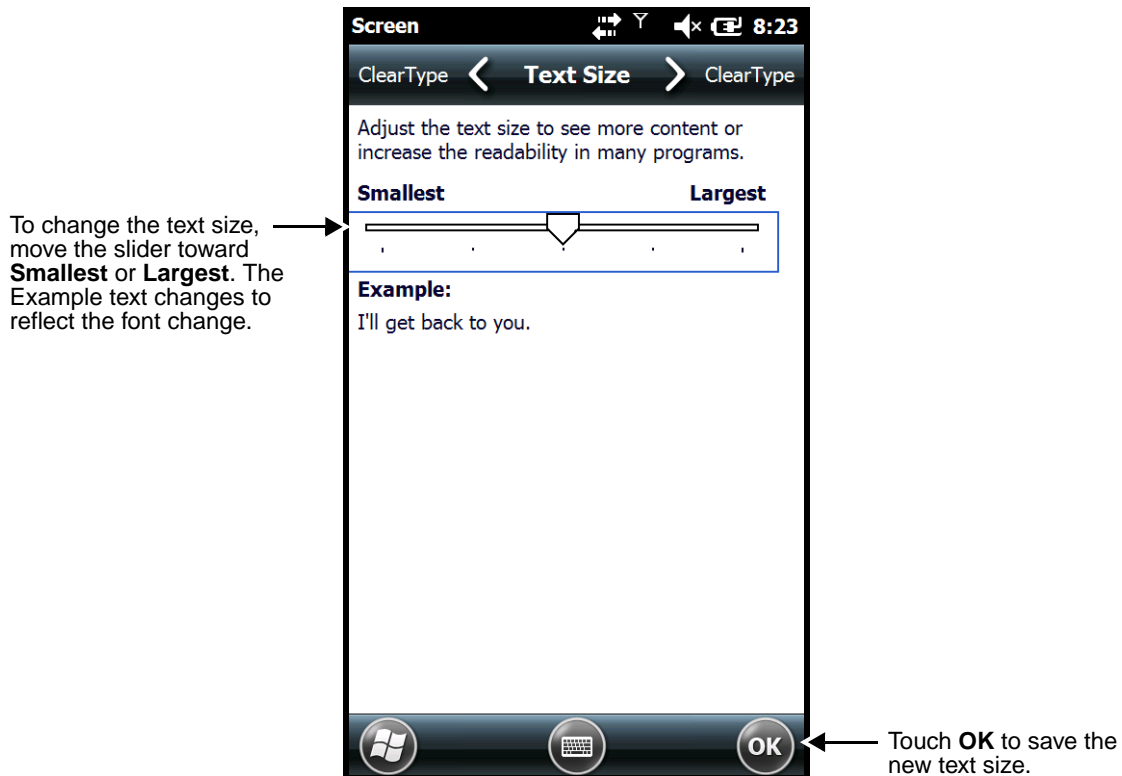 Screen 8:23
ClearType Text Size ClearType
Adjust the text size to see more content or
increase the readability in many programs.
Smallest Largest
To change the text size,
move the slider toward
Smallest or Largest. The
Example text changes to
reflect the font change.
Example:
I'll get back to you.
OK
Touch OK to save the
new text size.